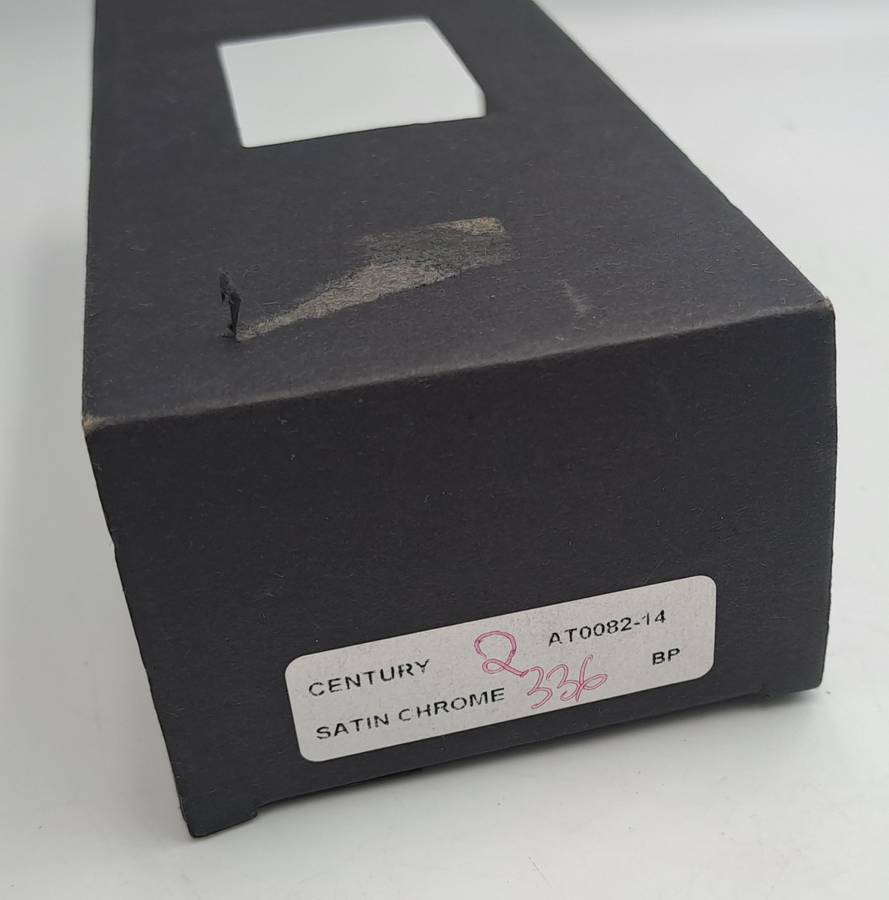 CENTURY 2 AT0082-14
SATIN CHROME 336 BP